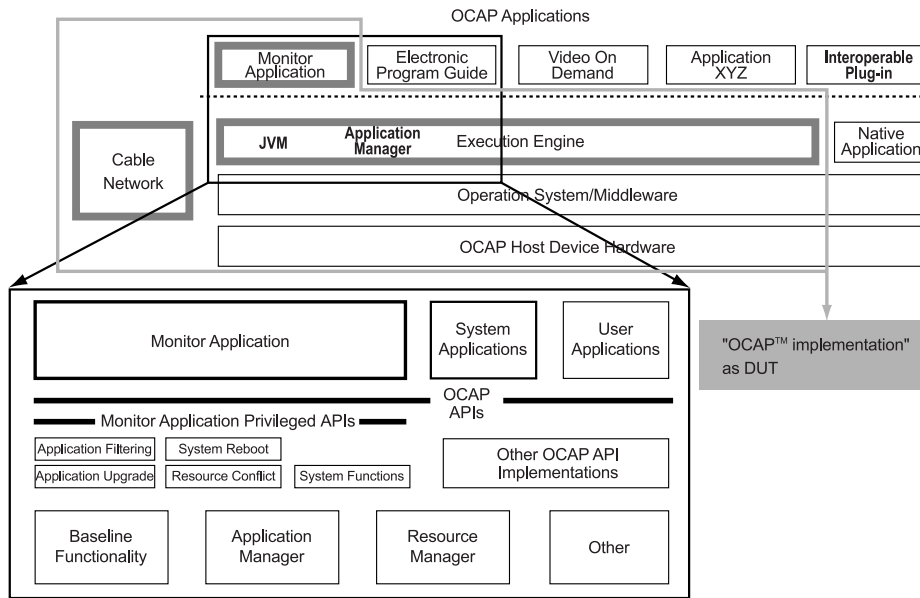 OCAP Applications
Monitor
Application
Electronic
Program Guide
Video On
Demand
Application
XYZ
Interoperable
Plug-in
Cable
Network
JVM
Application
Manager
Execution Engine
Native
Application
Operation System/Middleware
OCAP Host Device Hardware
Monitor Application
System
Applications
User
Applications
"OCAP™ implementation"
as DUT
OCAP
APIs
Monitor Application Privileged APIs
Application Filtering
System Reboot
Application Upgrade
Resource Conflict
System Functions
Other OCAP API
Implementations
Baseline
Functionality
Application
Manager
Resource
Manager
Other